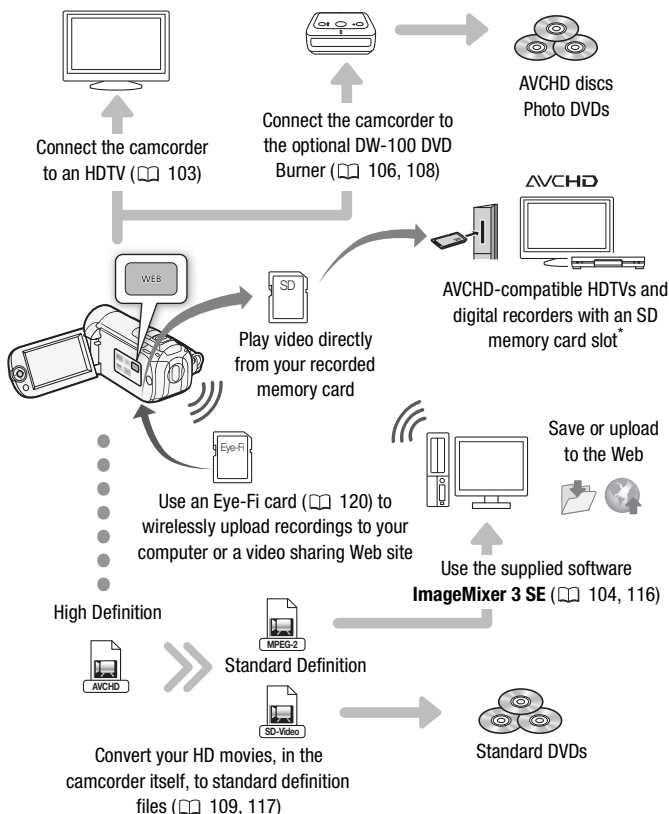 AVCHD discs
Photo DVDs
Connect the camcorder
to an HDTV (103)
Connect the camcorder to
the optional DW-100 DVD
Burner (106, 108)
AVCHD
WEB
SD
Play video directly
from your recorded
memory card
AVCHD-compatible HDTVs and
digital recorders with an SD
memory card slot*
Eye-Fi
Use an Eye-Fi card (120) to
wirelessly upload recordings to your
computer or a video sharing Web site
Save or upload
to the Web
Use the supplied software
ImageMixer 3 SE (104, 116)
High Definition
AVCHD
MPEG-2
Standard Definition
SD-Video
Convert your HD movies, in the
camcorder itself, to standard definition
files (109, 117)
Standard DVDs